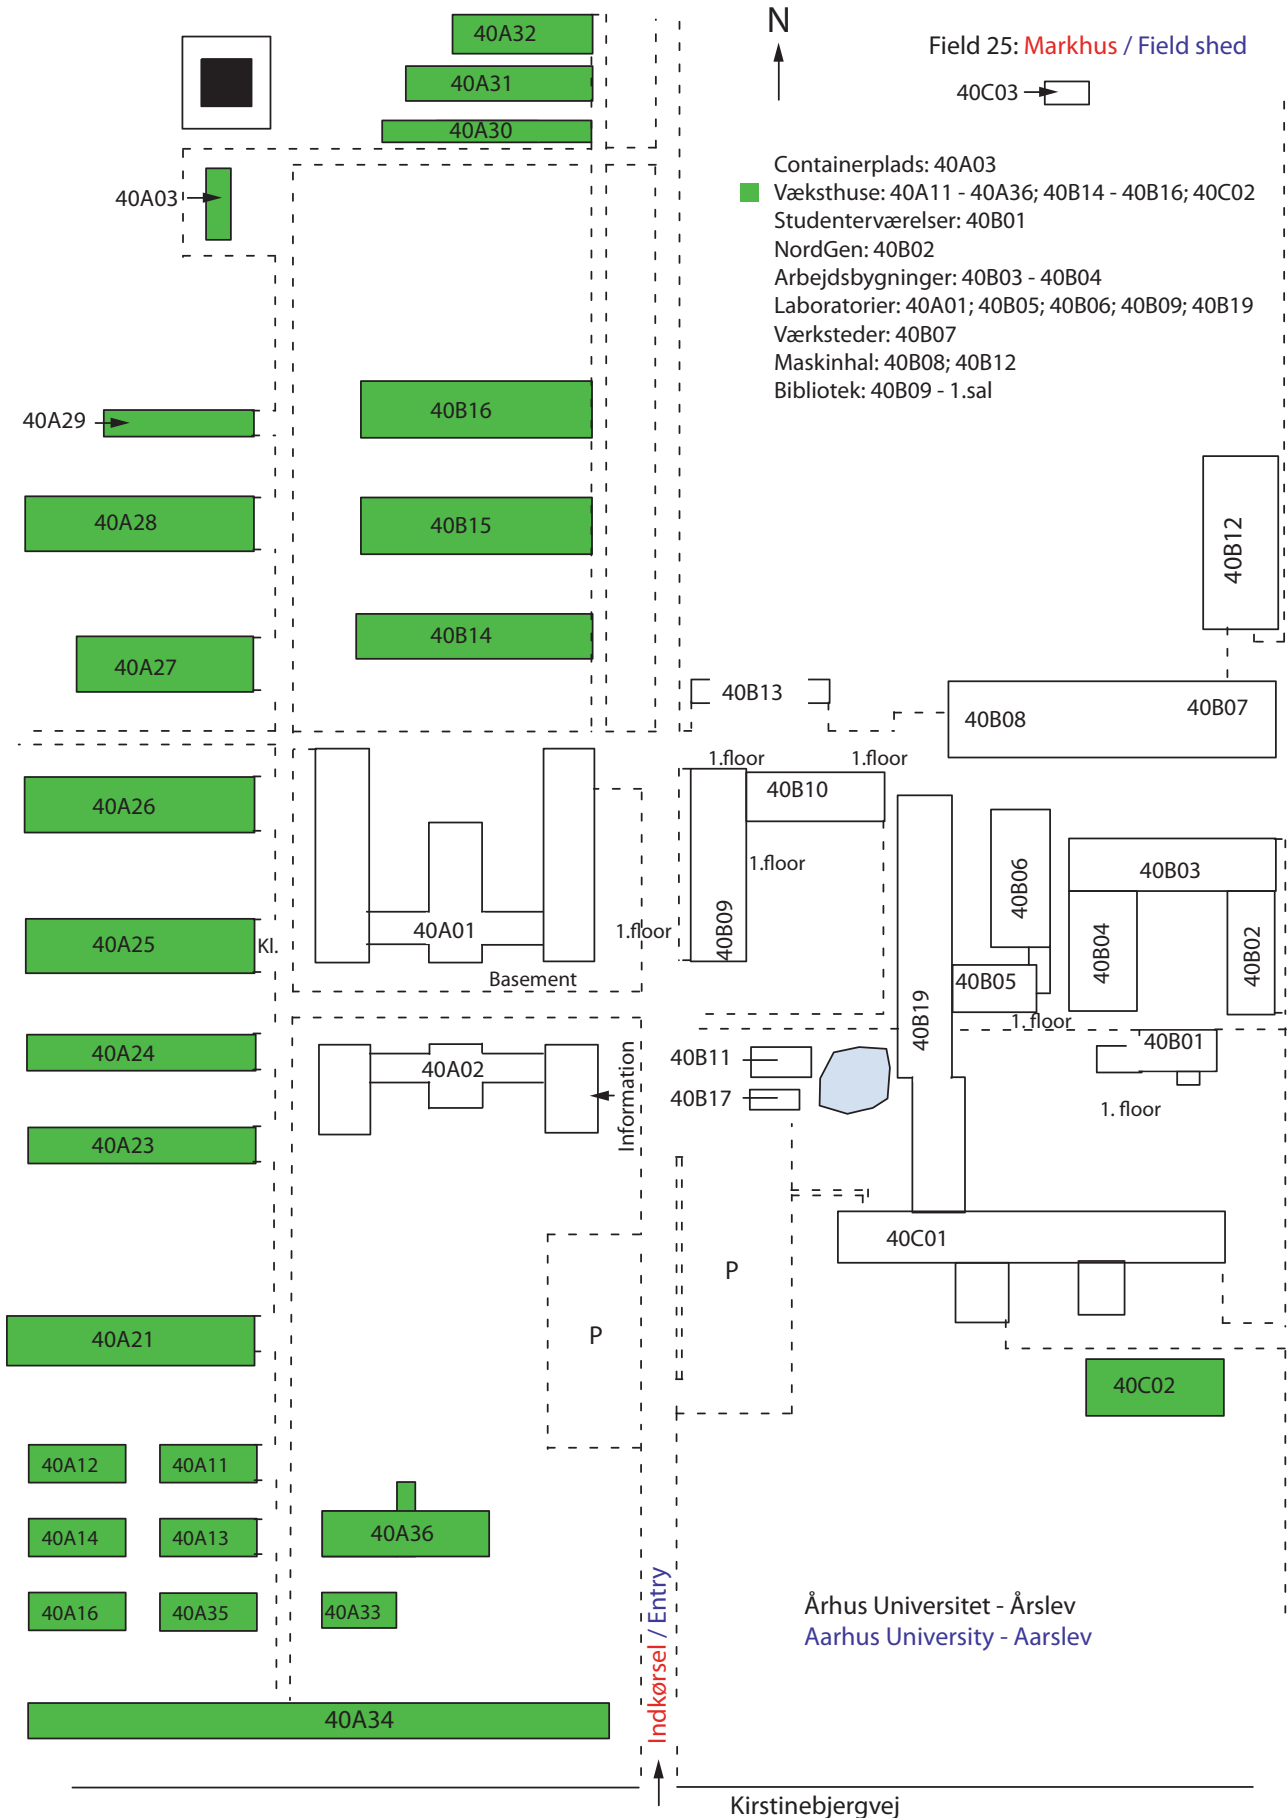 40A32
N
Field 25: Markhus / Field shed
40A31
40C03
40A30
Containerplads: 40A03
40A03
Væksthuse: 40A11 - 40A36; 40B14 - 40B16; 40C02
Studenterværelser: 40B01
NordGen: 40B02
Arbejdsbygninger: 40B03 - 40B04
Laboratorier: 40A01; 40B05; 40B06; 40B09; 40B19
Værksteder: 40B07
Maskinhal: 40B08; 40B12
Bibliotek: 40B09 - 1.sal
40A29
40B16
40A28
40B15
40B12
40A27
40B14
40B13
40B08
40B07
1.floor
1.floor
40A26
40B10
1.floor
40B06
40B03
40A25
Kl.
40A01
1.floor
40B09
40B04
40B02
Basement
40B05
40B19
1.floor
40A24
40A02
Information
40B11
40B01
40B17
1. floor
40A23
40C01
P
P
40A21
40C02
40A12
40A11
40A14
40A13
40A36
40A16
40A35
40A33
Indkørsel / Entry
Århus Universitet - Årslev
Aarhus University - Aarslev
40A34
Kirstinebjergvej